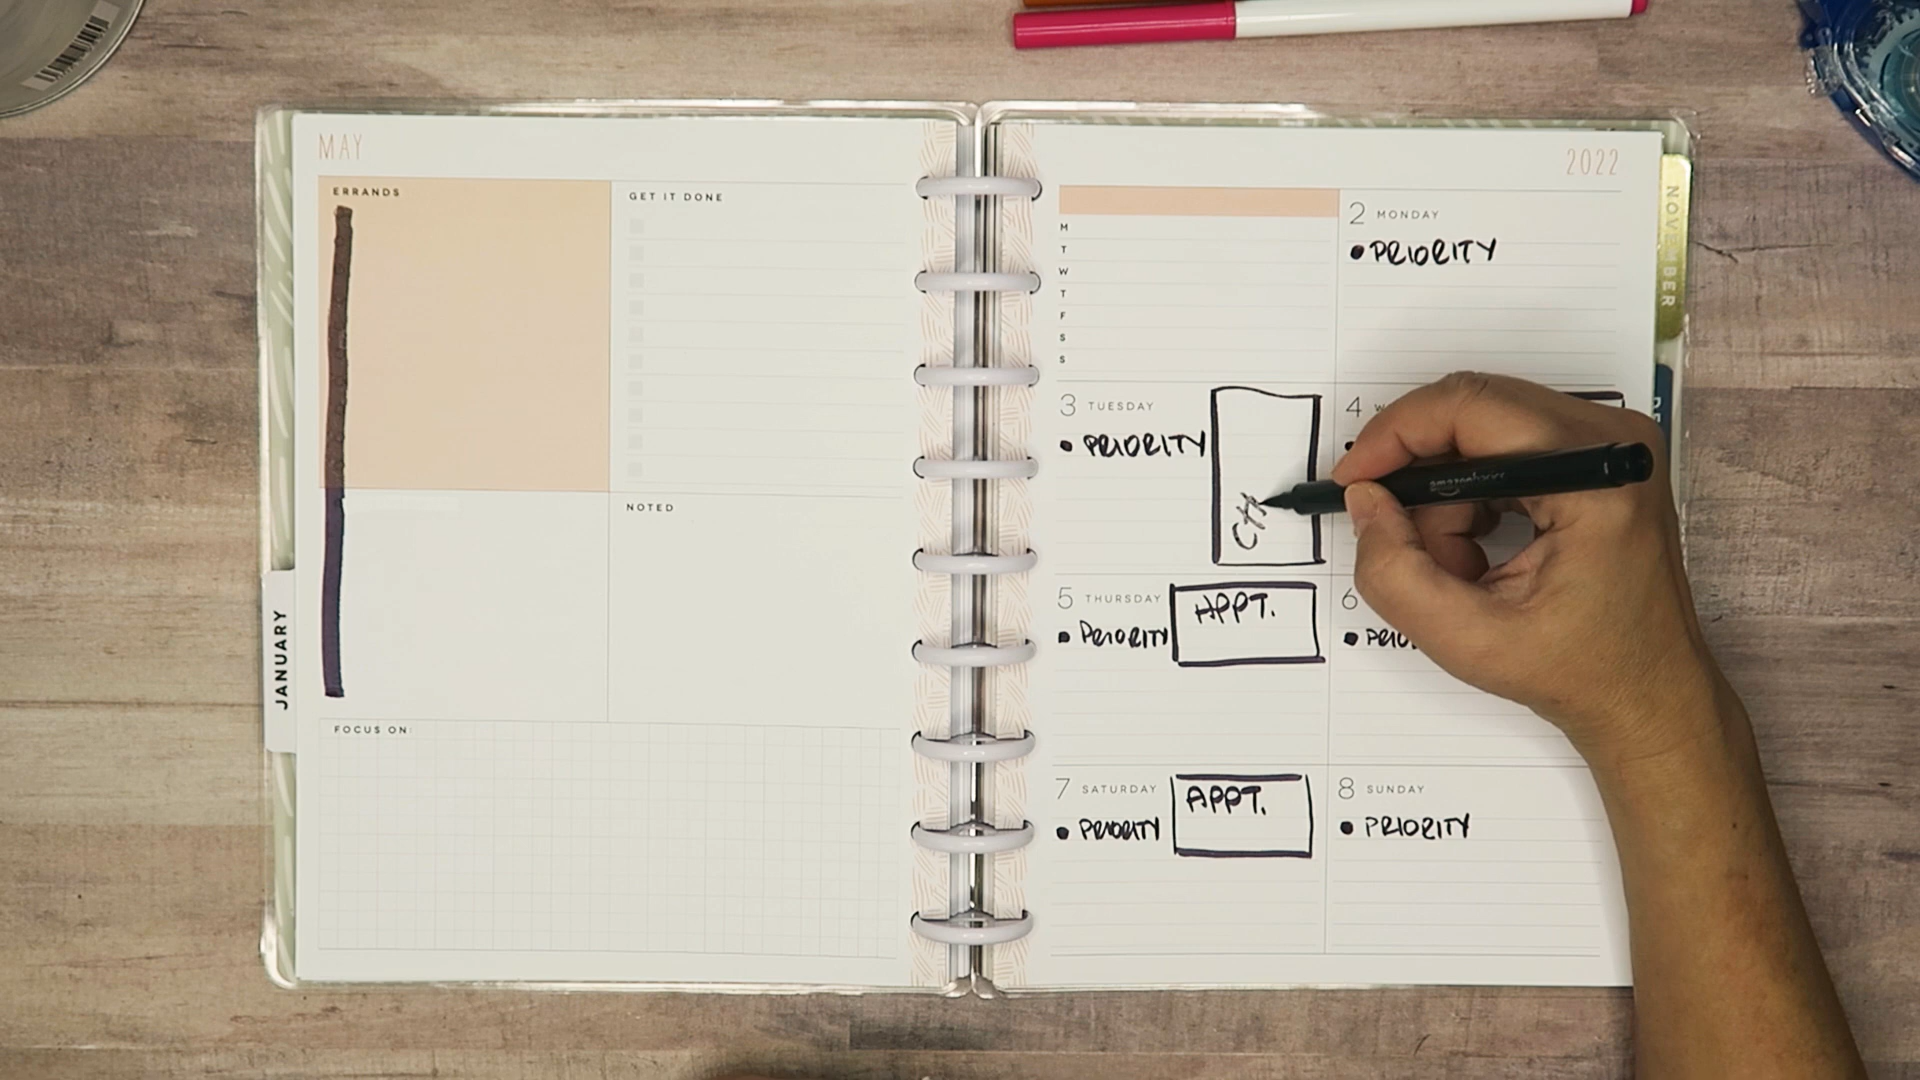 MAY
ERRANDS
GET IT DONE
NOTED
FOCUS ON:
JANUARY
2022
NOVEMBER
M
T
W
T
F
S
S
2 MONDAY
• PRIORITY
3 TUESDAY
• PRIORITY
4 W
5 THURSDAY
APPT.
• PRIORITY
6
7 SATURDAY
APPT.
• PRIORITY
8 SUNDAY
• PRIORITY
amazonbasics